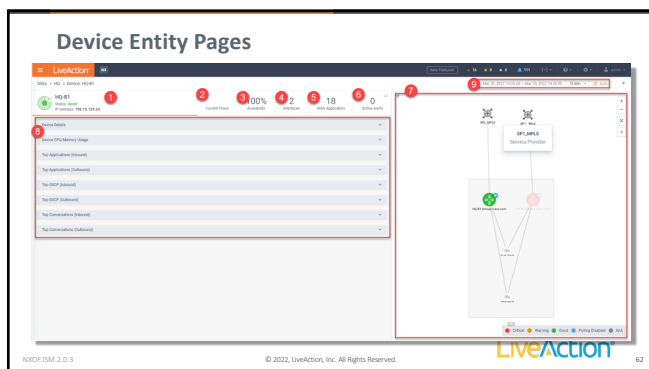 Device Entity Pages
LiveAction
Sites > HQ > Device: HQ-B1
9
HQ-B1
Status: Good
1
2
Current Flows
3
100%
Availability
4
2
Interfaces
5
18
WAN Application
6
0
Active Alerts
7
8
Device Details
Device CPU/Memory Usage
Top Applications (Inbound)
Top Applications (Outbound)
Top DSCP (Inbound)
Top DSCP (Outbound)
Top Conversations (Inbound)
Top Conversations (Outbound)
SP1_MPLS
Service Provider
Critical Warning Good Polling Disabled N/A
LiveAction
NXOF.ISM.2.0.3
© 2022, LiveAction, Inc. All Rights Reserved.
62